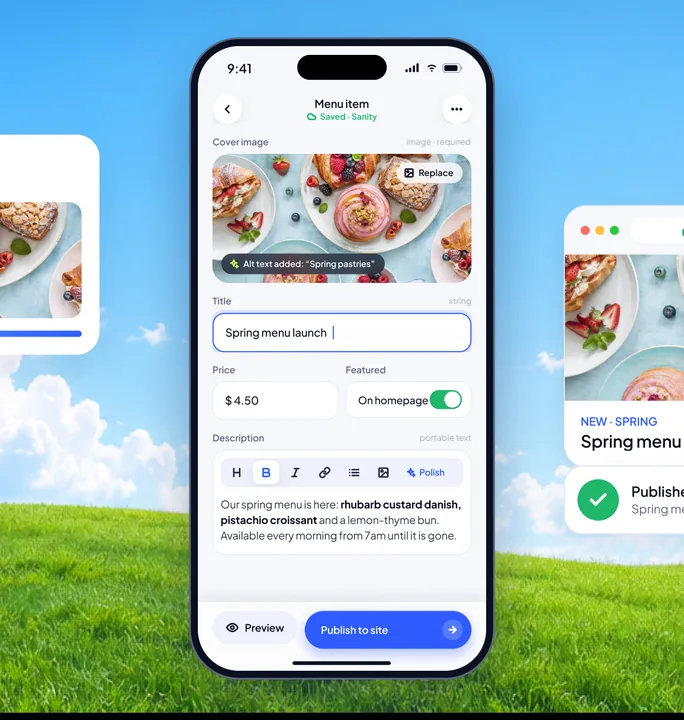 9:41
Menu item
Saved · Sanity
Cover image
image · required
Replace
Alt text added: “Spring pastries”
Title
string
Spring menu launch
Price
Featured
$ 4.50
On homepage
Description
portable text
H B I
Polish
Our spring menu is here: rhubarb custard danish,
pistachio croissant and a lemon-thyme bun.
Available every morning from 7am until it is gone.
Preview
Publish to site
NEW · SPRING
Spring menu
Publishe
Spring me